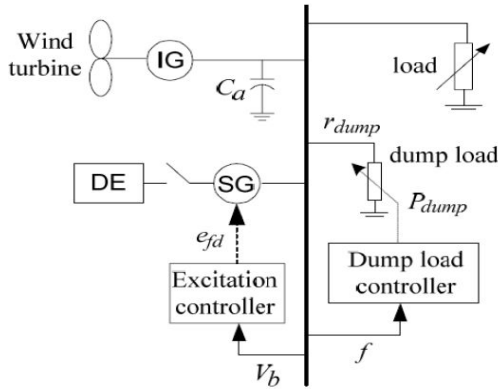 Wind
turbine
IG
C_a
load
r_dump
dump load
P_dump
DE
SG
e_fd
Excitation
controller
Dump load
controller
V_b
f